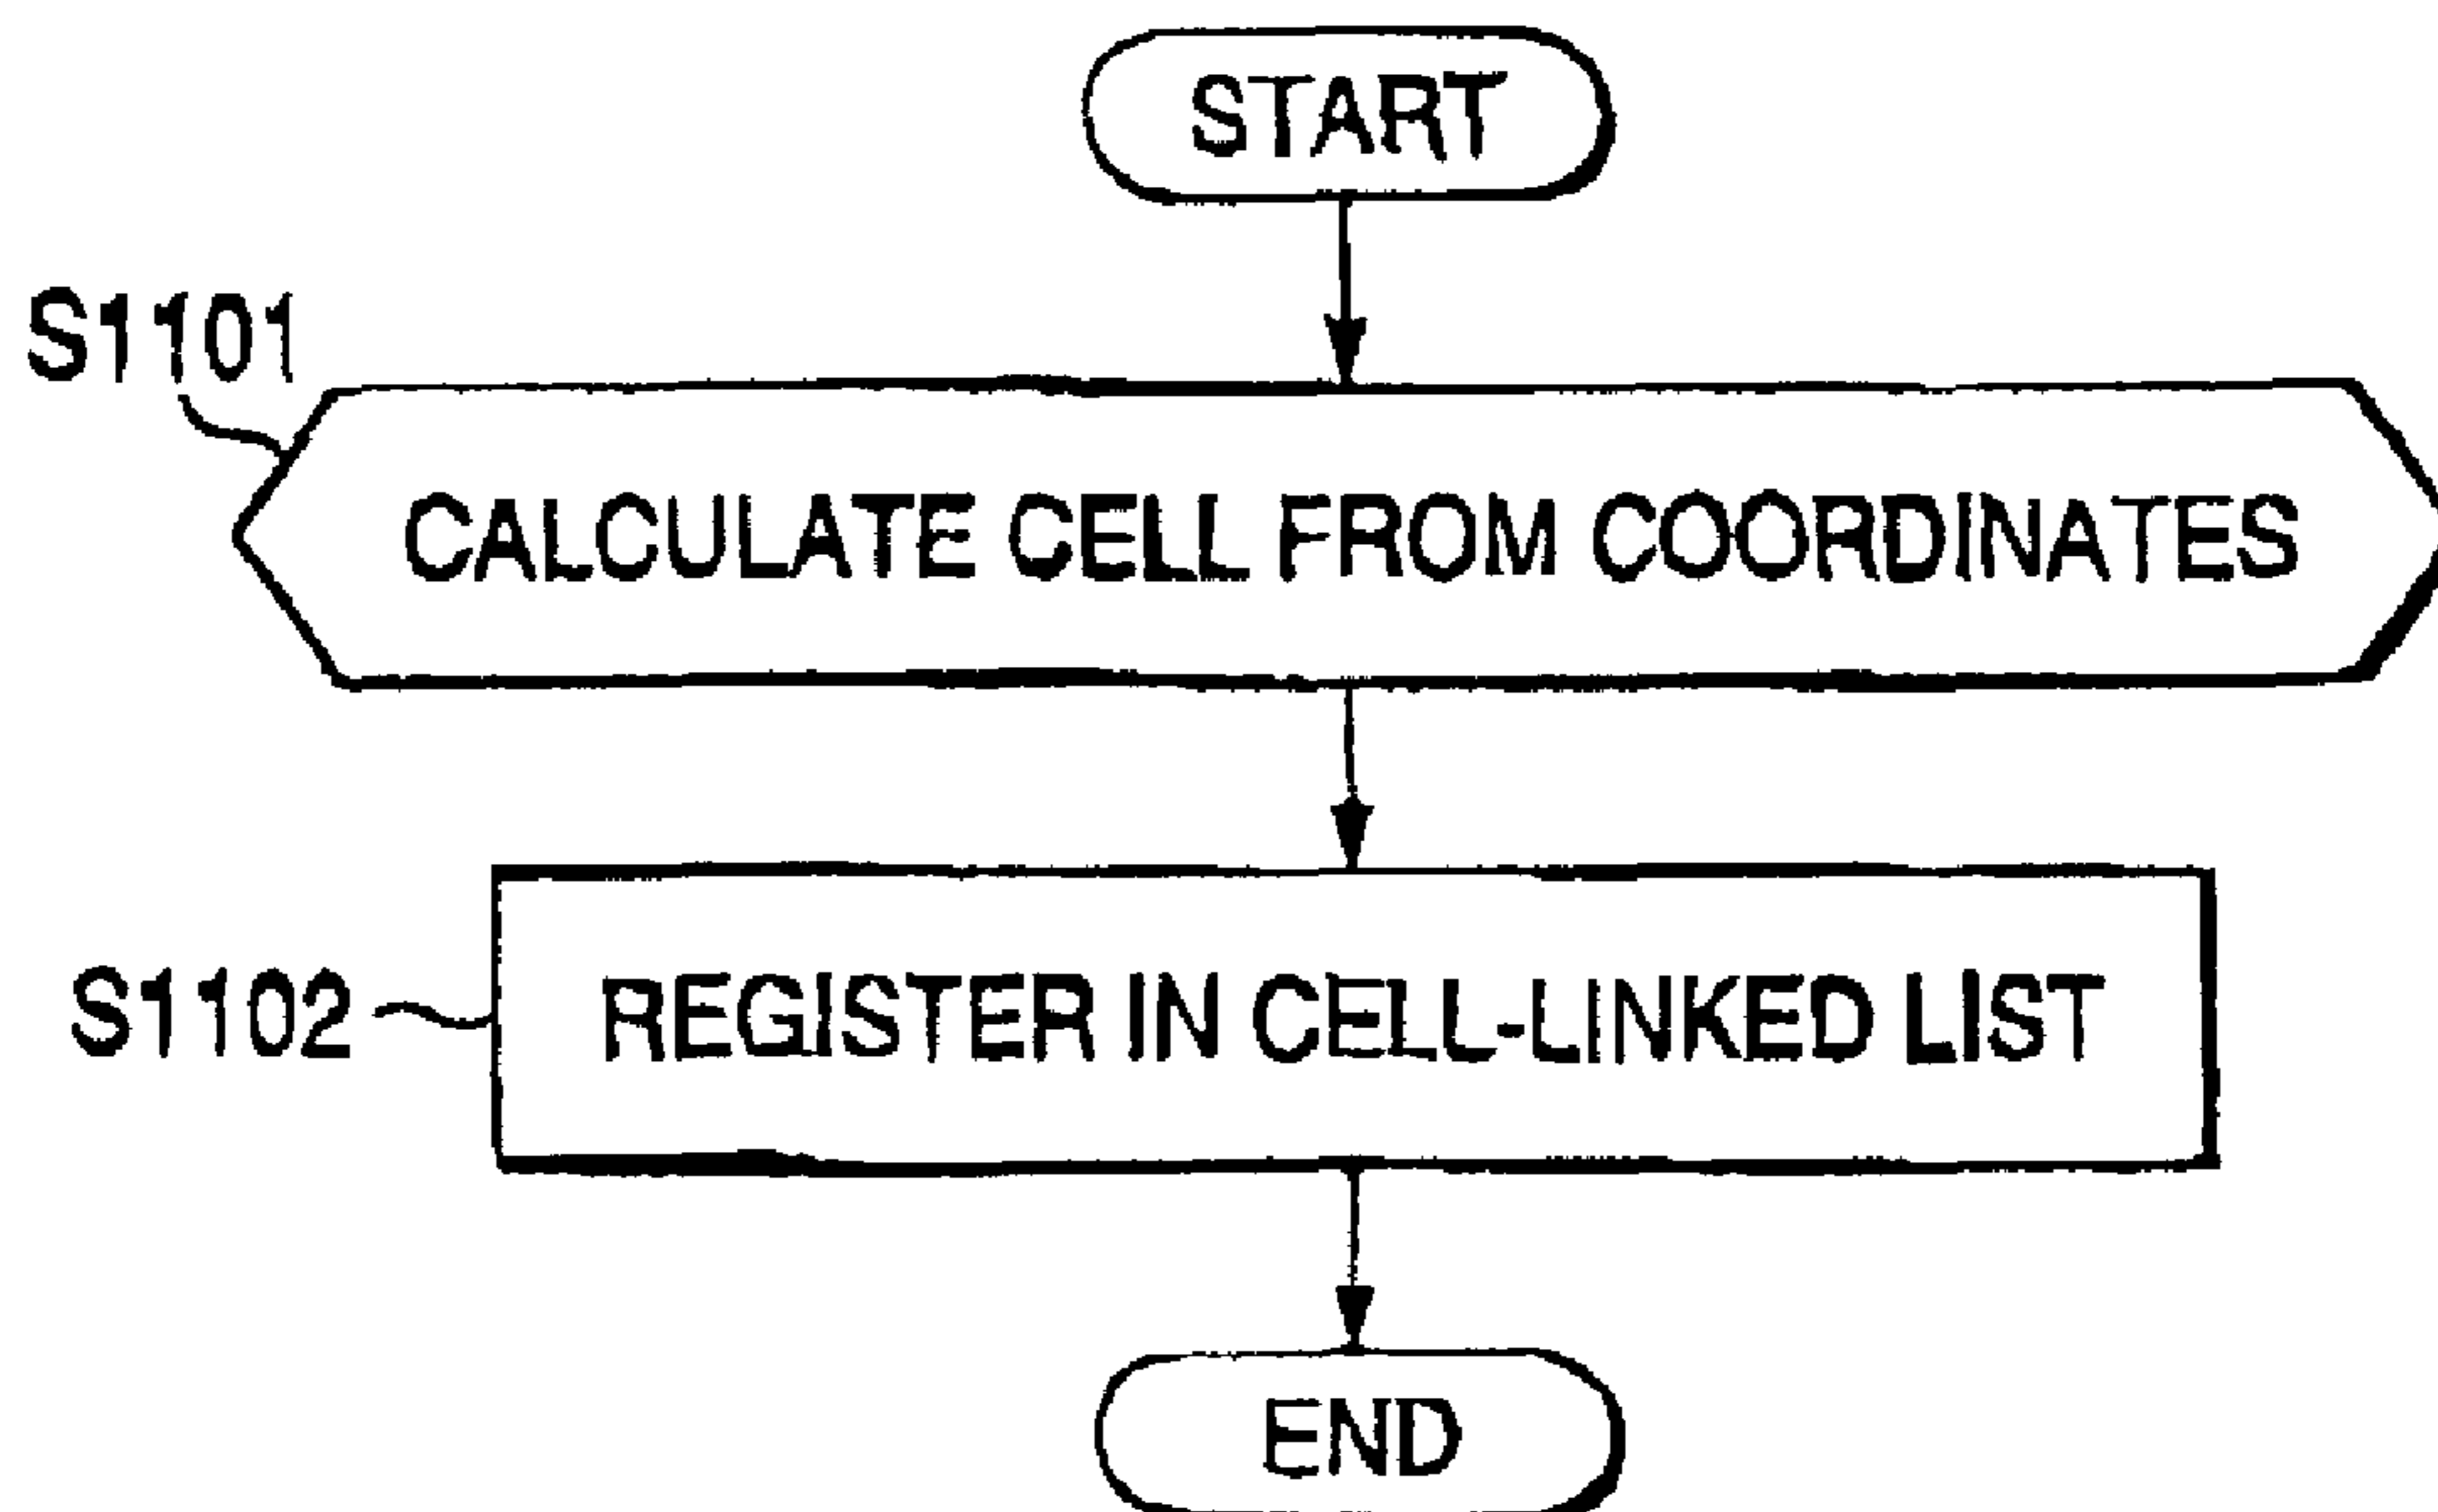 START
S1101
CALCULATE CELL FROM COORDINATES
S1102
REGISTER IN CELL-LINKED LIST
END